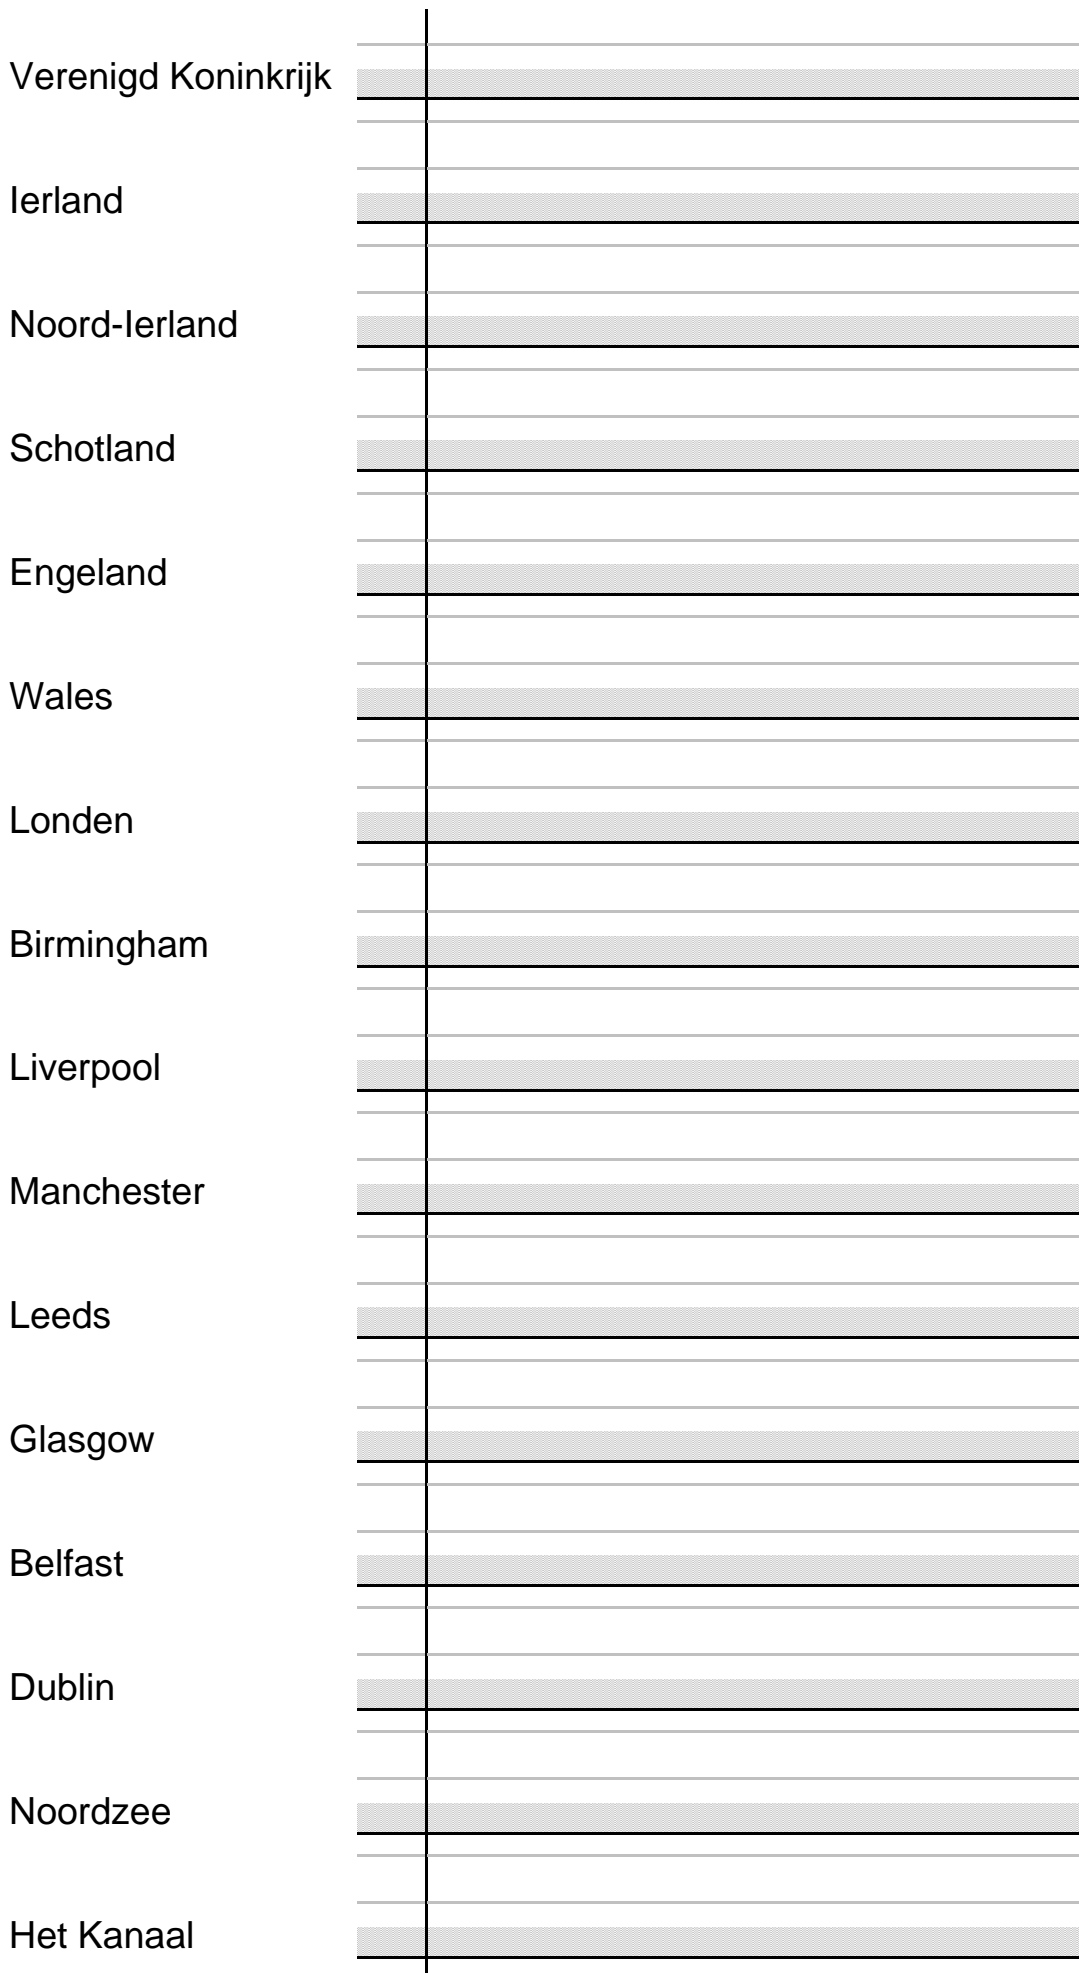 Verenigd Koninkrijk
Ierland
Noord-Ierland
Schotland
Engeland
Wales
Londen
Birmingham
Liverpool
Manchester
Leeds
Glasgow
Belfast
Dublin
Noordzee
Het Kanaal